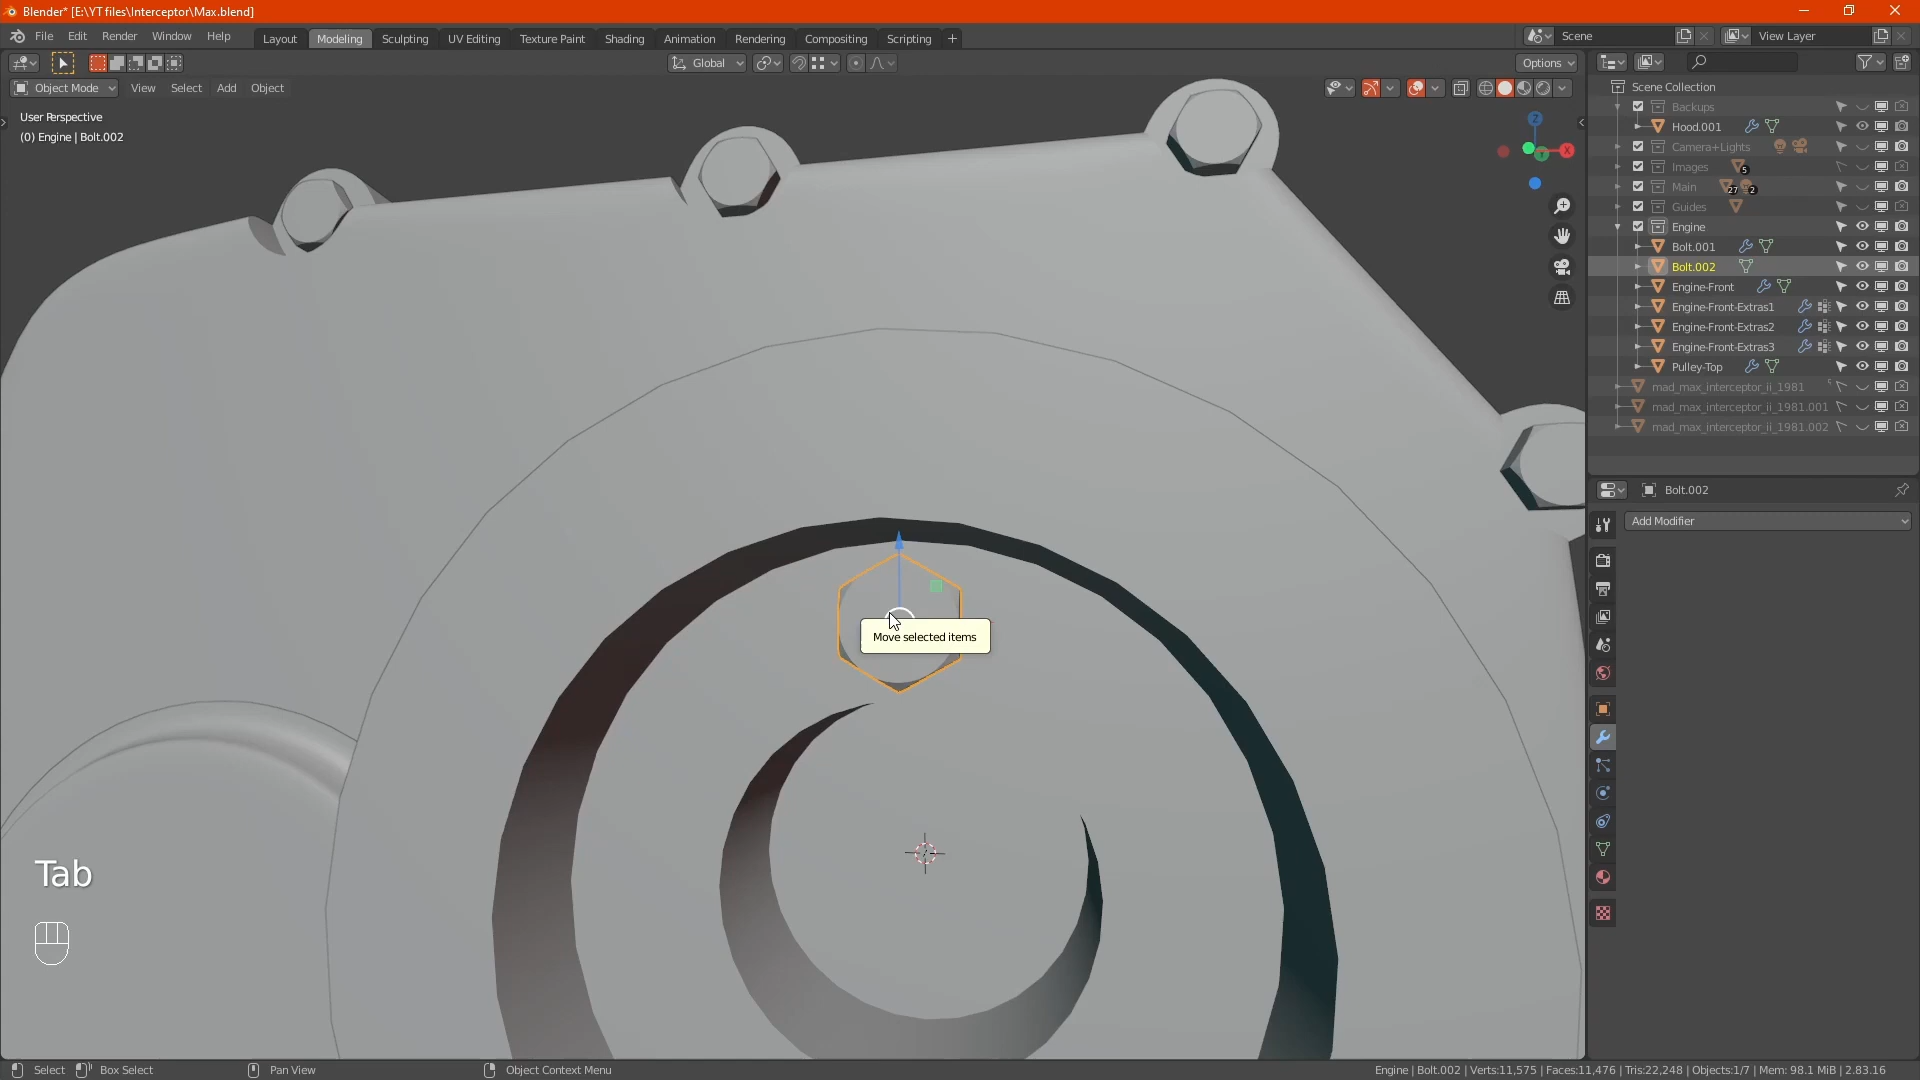 Blender* [E:\YT files\Interceptor\Max.blend]
File Edit Render Window Help
Layout Modeling Sculpting UV Editing Texture Paint Shading Animation Rendering Compositing Scripting +
Scene
View Layer
Global
Options
Object Mode View Select Add Object
User Perspective
(0) Engine | Bolt.002
Z
X
Y
Scene Collection
Backups
Hood.001
Camera+Lights
Images 5
Main 27 2
Guides
Engine
Bolt.001
Bolt.002
Engine-Front
Engine-Front-Extras1
Engine-Front-Extras2
Engine-Front-Extras3
Pulley-Top
mad_max_interceptor_ii_1981
mad_max_interceptor_ii_1981.001
mad_max_interceptor_ii_1981.002
Bolt.002
Add Modifier
Move selected items
Tab
Select Box Select Pan View Object Context Menu
Engine | Bolt.002 | Verts:11,575 | Faces:11,476 | Tris:22,248 | Objects:1/7 | Mem: 98.1 MiB | 2.83.16